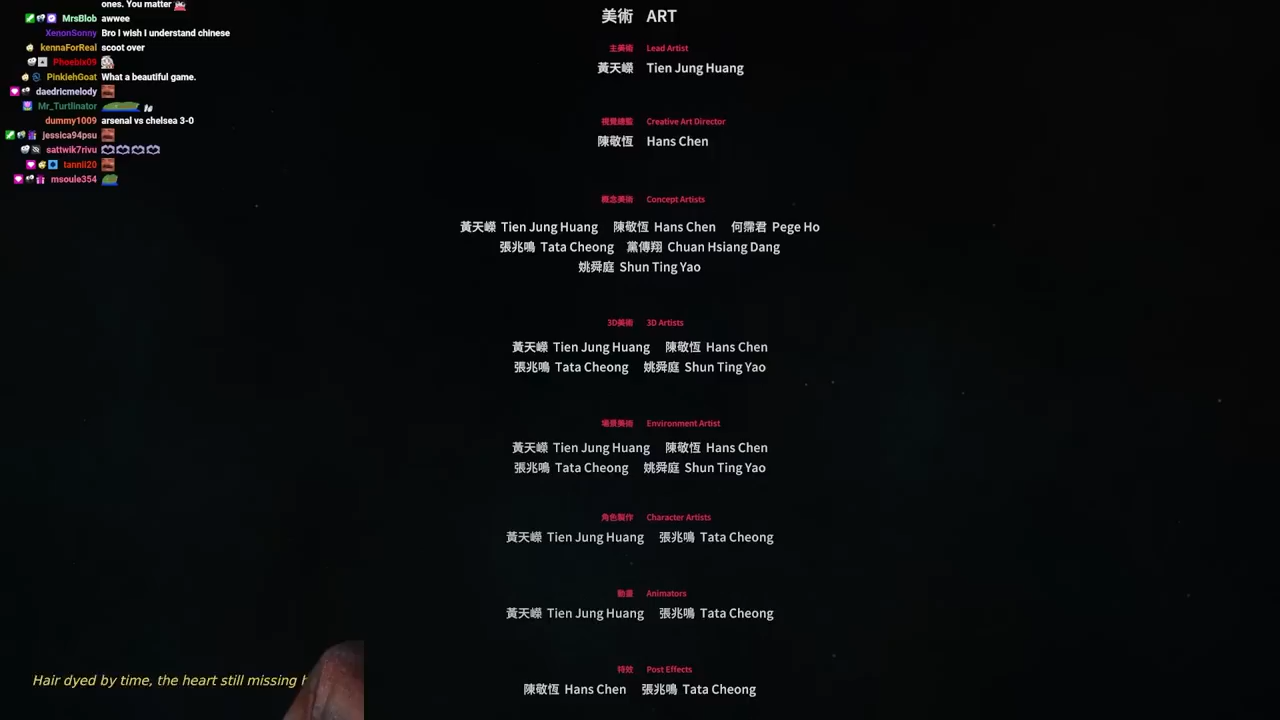 ones. You matter
MrsBlob awwee
XenonSonny Bro I wish I understand chinese
kennaForReal scoot over
Phoebix09
PinkiehGoat What a beautiful game.
daedricmelody
Mr_Turtlinator
dummy1009 arsenal vs chelsea 3-0
jessica94psu
sattwik7rivu
tannii20
msoule354
美術 ART
主美術 Lead Artist
黃天嶸 Tien Jung Huang
視覺總監 Creative Art Director
陳敬恆 Hans Chen
概念美術 Concept Artists
黃天嶸 Tien Jung Huang 陳敬恆 Hans Chen 何霈君 Pege Ho
張兆鳴 Tata Cheong 黨傳翔 Chuan Hsiang Dang
姚舜庭 Shun Ting Yao
3D美術 3D Artists
黃天嶸 Tien Jung Huang 陳敬恆 Hans Chen
張兆鳴 Tata Cheong 姚舜庭 Shun Ting Yao
場景美術 Environment Artist
黃天嶸 Tien Jung Huang 陳敬恆 Hans Chen
張兆鳴 Tata Cheong 姚舜庭 Shun Ting Yao
角色製作 Character Artists
黃天嶸 Tien Jung Huang 張兆鳴 Tata Cheong
動畫 Animators
黃天嶸 Tien Jung Huang 張兆鳴 Tata Cheong
特效 Post Effects
陳敬恆 Hans Chen 張兆鳴 Tata Cheong
Hair dyed by time, the heart still missing